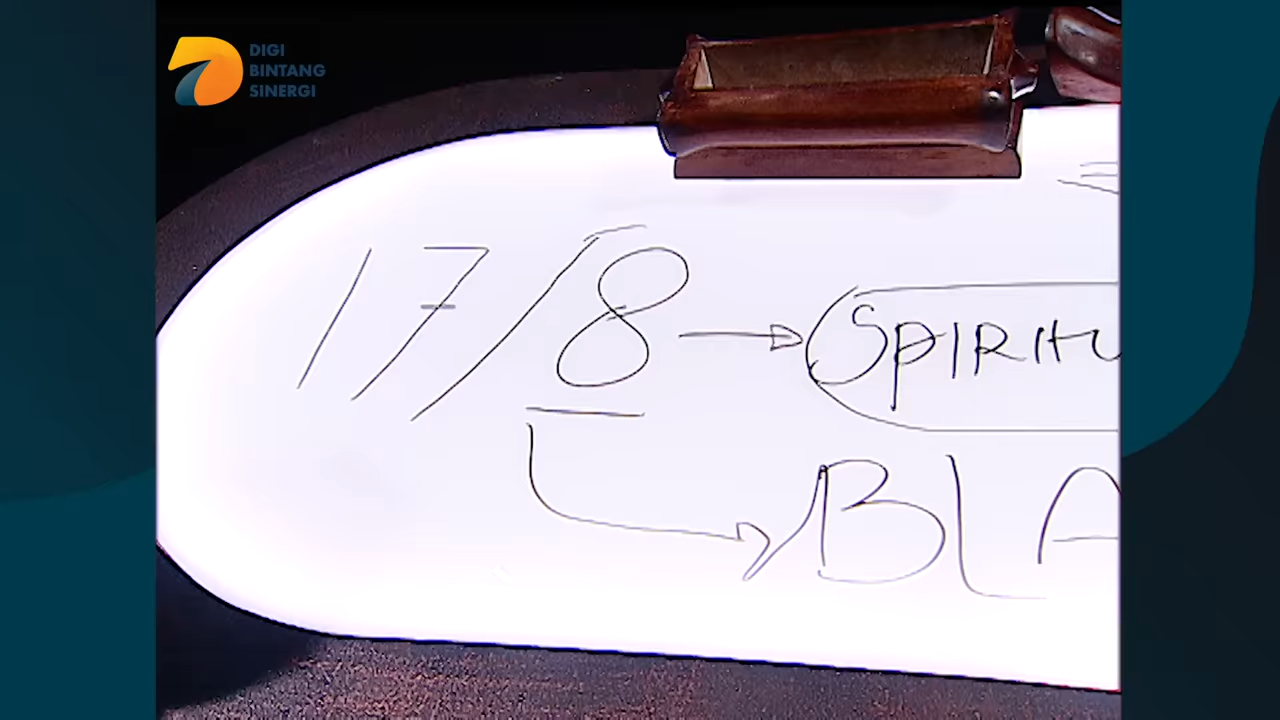 DIGI
BINTANG
SINERGI
17/8 → SPIRITU
BLA